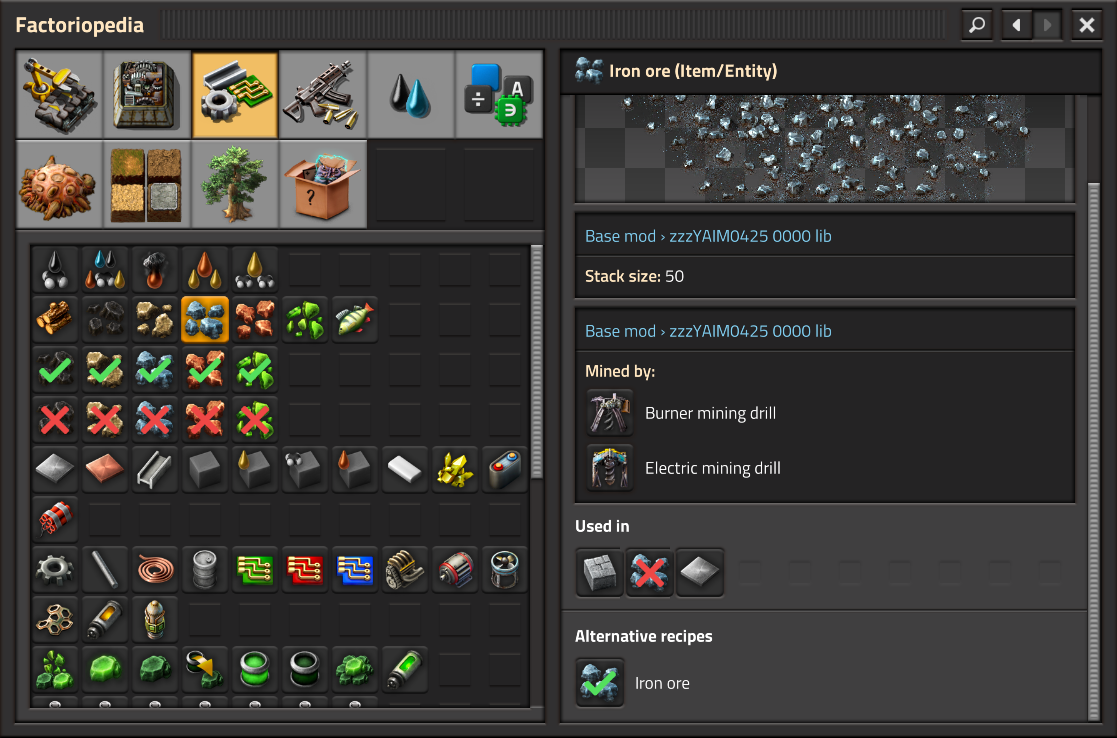 Factoriopedia
Iron ore (Item/Entity)
Base mod › zzzYAIM0425 0000 lib
Stack size: 50
Base mod › zzzYAIM0425 0000 lib
Mined by:
Burner mining drill
Electric mining drill
Used in
Alternative recipes
Iron ore